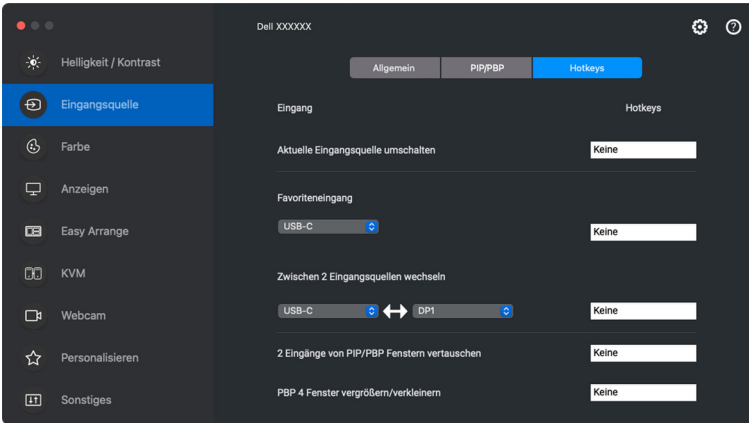 Dell XXXXXX
Helligkeit / Kontrast
Eingangsquelle
Farbe
Anzeigen
Easy Arrange
KVM
Webcam
Personalisieren
Sonstiges
Allgemein PIP/PBP Hotkeys
Eingang Hotkeys
Aktuelle Eingangsquelle umschalten Keine
Favoriteneingang
USB-C Keine
Zwischen 2 Eingangsquellen wechseln
USB-C DP1 Keine
2 Eingänge von PIP/PBP Fenstern vertauschen Keine
PBP 4 Fenster vergrößern/verkleinern Keine